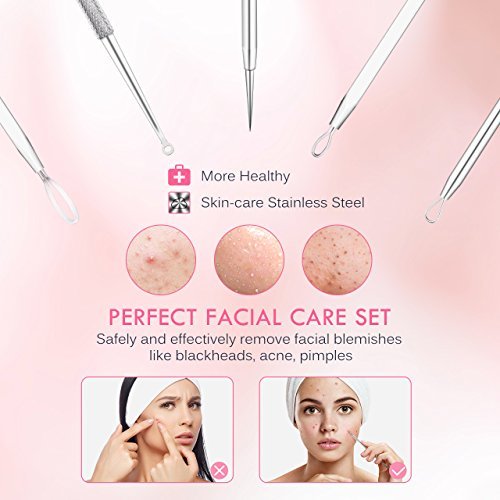 More Healthy
Skin-care Stainless Steel
PERFECT FACIAL CARE SET
Safely and effectively remove facial blemishes
like blackheads, acne, pimples